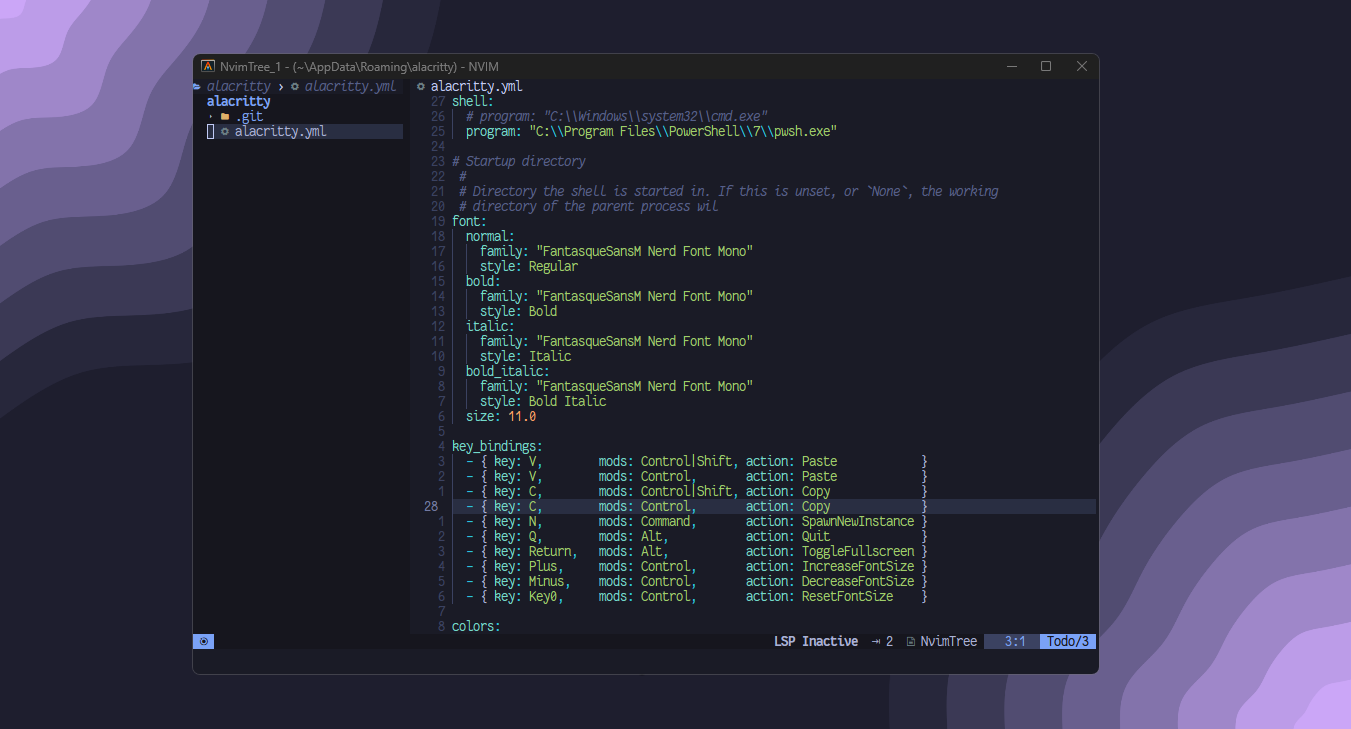 NvimTree_1 - (~\AppData\Roaming\alacritty) - NVIM
alacritty › alacritty.yml
alacritty
.git
alacritty.yml
alacritty.yml
27 shell:
26 # program: "C:\\Windows\\system32\\cmd.exe"
25 program: "C:\\Program Files\\PowerShell\\7\\pwsh.exe"
24
23 # Startup directory
22 #
21 # Directory the shell is started in. If this is unset, or `None`, the working
20 # directory of the parent process wil
19 font:
18 normal:
17 family: "FantasqueSansM Nerd Font Mono"
16 style: Regular
15 bold:
14 family: "FantasqueSansM Nerd Font Mono"
13 style: Bold
12 italic:
11 family: "FantasqueSansM Nerd Font Mono"
10 style: Italic
9 bold_italic:
8 family: "FantasqueSansM Nerd Font Mono"
7 style: Bold Italic
6 size: 11.0
5
4 key_bindings:
3 - { key: V, mods: Control|Shift, action: Paste }
2 - { key: V, mods: Control, action: Paste }
1 - { key: C, mods: Control|Shift, action: Copy }
28 - { key: C, mods: Control, action: Copy }
1 - { key: N, mods: Command, action: SpawnNewInstance }
2 - { key: Q, mods: Alt, action: Quit }
3 - { key: Return, mods: Alt, action: ToggleFullscreen }
4 - { key: Plus, mods: Control, action: IncreaseFontSize }
5 - { key: Minus, mods: Control, action: DecreaseFontSize }
6 - { key: Key0, mods: Control, action: ResetFontSize }
7
8 colors:
LSP Inactive ⇥ 2 NvimTree 3:1 Todo/3